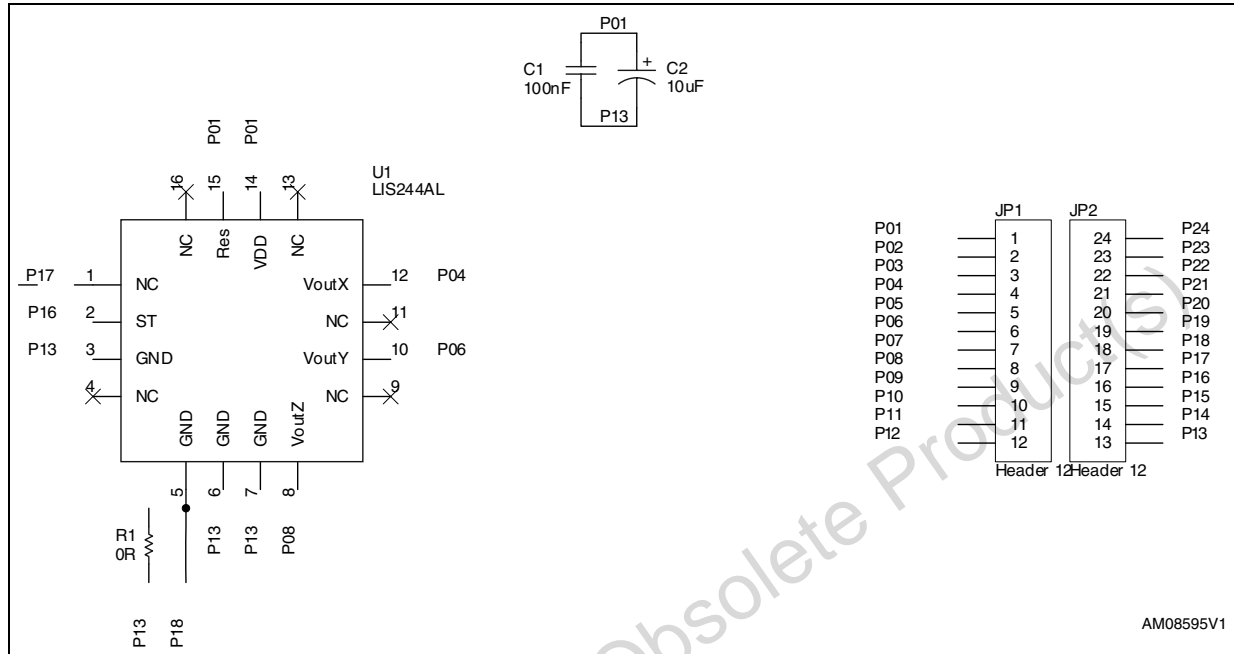 P01
C1
100nF
+
C2
10uF
P13
P01
P01
U1
LIS244AL
16
15
14
13
NC
Res
VDD
NC
P17
1
NC
VoutX
12
P04
P16
2
ST
NC
11
P13
3
GND
VoutY
10
P06
4
NC
NC
9
GND
GND
GND
VoutZ
5
6
7
8
R1
0R
P13
P13
P08
P13
P18
JP1
JP2
P01
1
24
P24
P02
2
23
P23
P03
3
22
P22
P04
4
21
P21
P05
5
20
P20
P06
6
19
P19
P07
7
18
P18
P08
8
17
P17
P09
9
16
P16
P10
10
15
P15
P11
11
14
P14
P12
12
13
P13
Header 12
Header 12
Obsolete Product(s)
AM08595V1